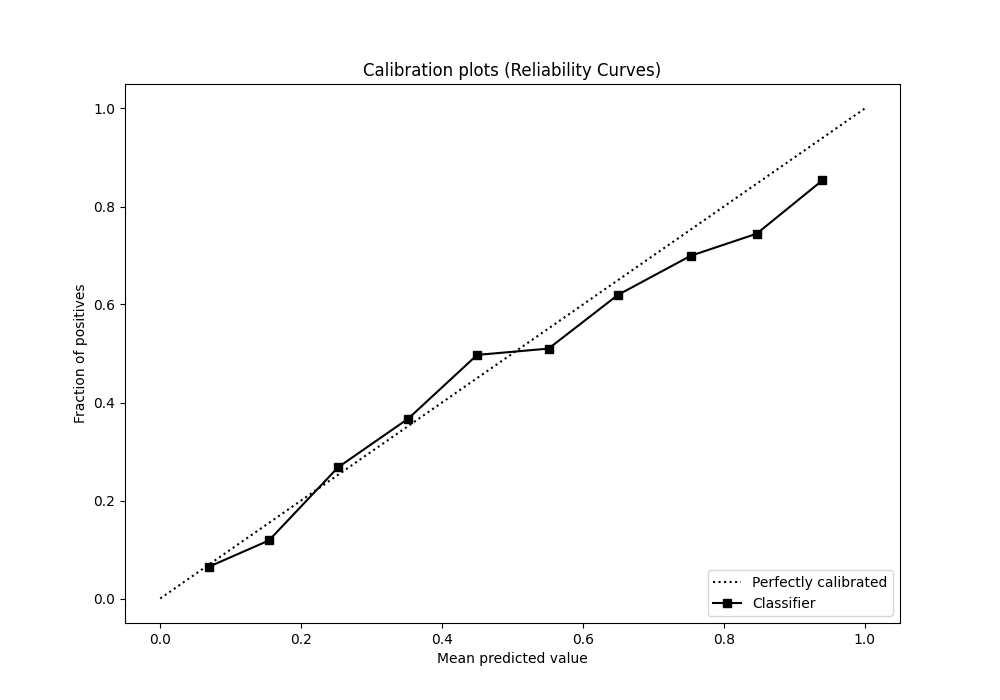 Calibration plots (Reliability Curves)
1.0
0.8
0.6
0.4
0.2
0.0
Fraction of positives
0.0 0.2 0.4 0.6 0.8 1.0
Mean predicted value
Perfectly calibrated
Classifier